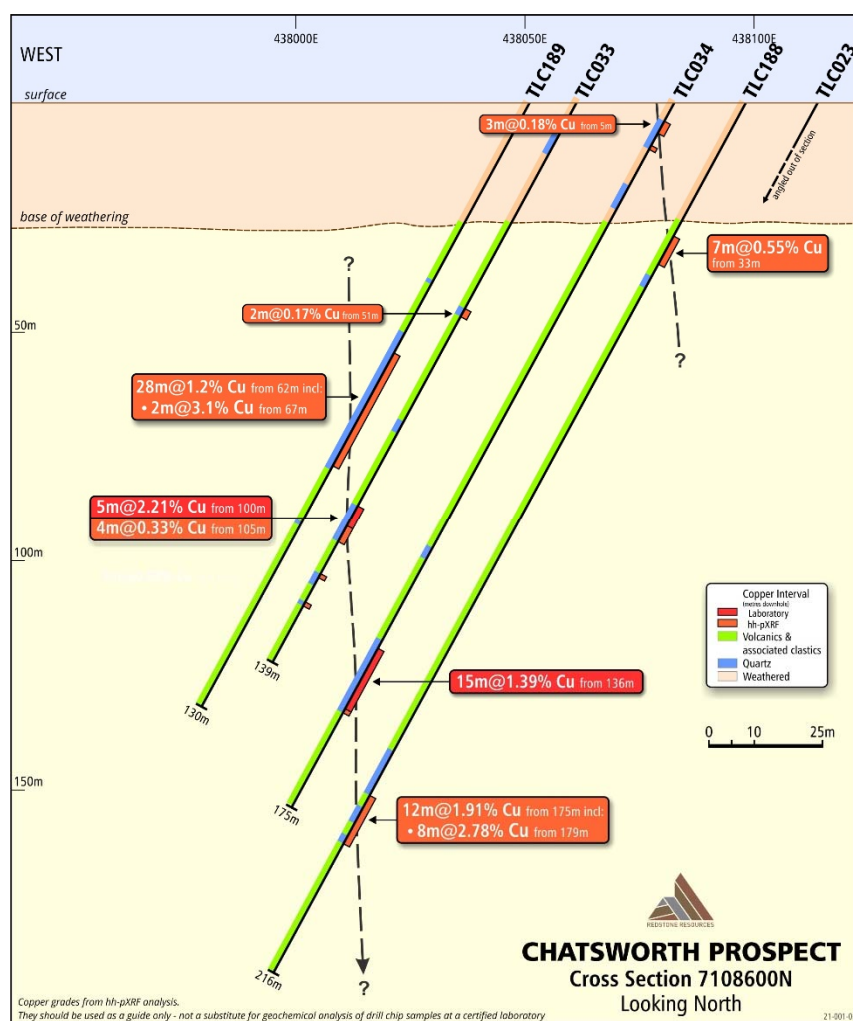 438000E
438050E
438100E
WEST
TLC189
TLC033
TLC034
TLC188
TLC023
surface
3m@0.18% Cu from 5m
angled out of section
base of weathering
?
7m@0.55% Cu
from 33m
2m@0.17% Cu from 51m
50m
?
28m@1.2% Cu from 62m incl:
• 2m@3.1% Cu from 67m
5m@2.21% Cu from 100m
4m@0.33% Cu from 105m
100m
Copper Interval
(metres downhole)
Laboratory
hh-pXRF
Volcanics &
associated clastics
Quartz
Weathered
139m
15m@1.39% Cu from 136m
130m
0 10 25m
150m
175m
12m@1.91% Cu from 175m incl:
• 8m@2.78% Cu from 179m
REDSTONE RESOURCES
216m
?
CHATSWORTH PROSPECT
Cross Section 7108600N
Looking North
Copper grades from hh-pXRF analysis.
They should be used as a guide only - not a substitute for geochemical analysis of drill chip samples at a certified laboratory